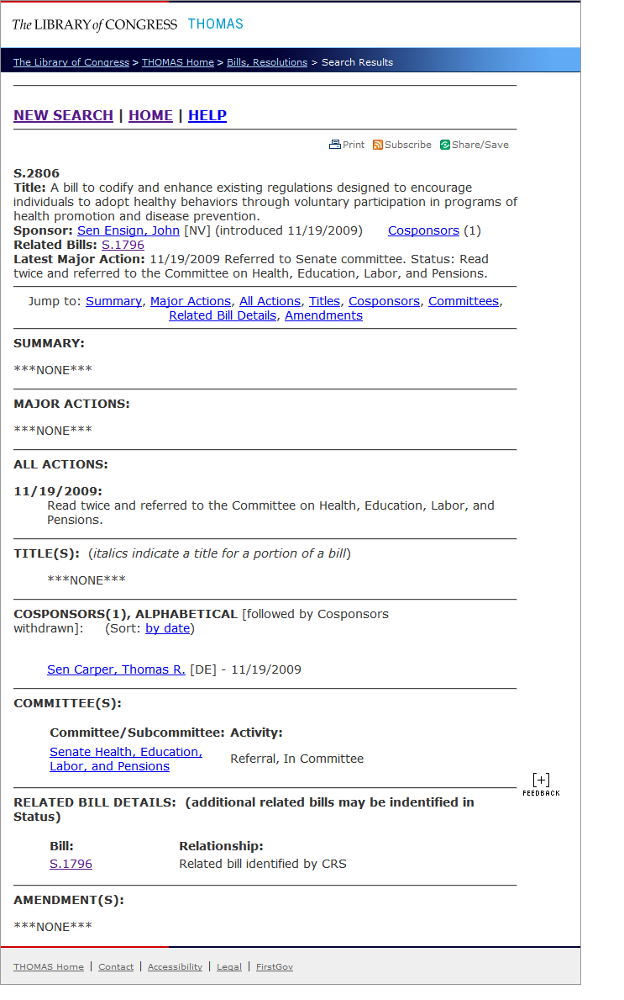 The LIBRARY of CONGRESS THOMAS
The Library of Congress > THOMAS Home > Bills, Resolutions > Search Results
NEW SEARCH | HOME | HELP
Print Subscribe Share/Save
S.2806
Title: A bill to codify and enhance existing regulations designed to encourage
individuals to adopt healthy behaviors through voluntary participation in programs of
health promotion and disease prevention.
Sponsor: Sen Ensign, John [NV] (introduced 11/19/2009) Cosponsors (1)
Related Bills: S.1796
Latest Major Action: 11/19/2009 Referred to Senate committee. Status: Read
twice and referred to the Committee on Health, Education, Labor, and Pensions.
Jump to: Summary, Major Actions, All Actions, Titles, Cosponsors, Committees,
Related Bill Details, Amendments
SUMMARY:
***NONE***
MAJOR ACTIONS:
***NONE***
ALL ACTIONS:
11/19/2009:
Read twice and referred to the Committee on Health, Education, Labor, and
Pensions.
TITLE(S): (italics indicate a title for a portion of a bill)
***NONE***
COSPONSORS(1), ALPHABETICAL [followed by Cosponsors
withdrawn]: (Sort: by date)
Sen Carper, Thomas R. [DE] - 11/19/2009
COMMITTEE(S):
Committee/Subcommittee: Activity:
Senate Health, Education,
Labor, and Pensions
Referral, In Committee
[+]
FEEDBACK
RELATED BILL DETAILS: (additional related bills may be indentified in
Status)
Bill: Relationship:
S.1796 Related bill identified by CRS
AMENDMENT(S):
***NONE***
THOMAS Home | Contact | Accessibility | Legal | FirstGov